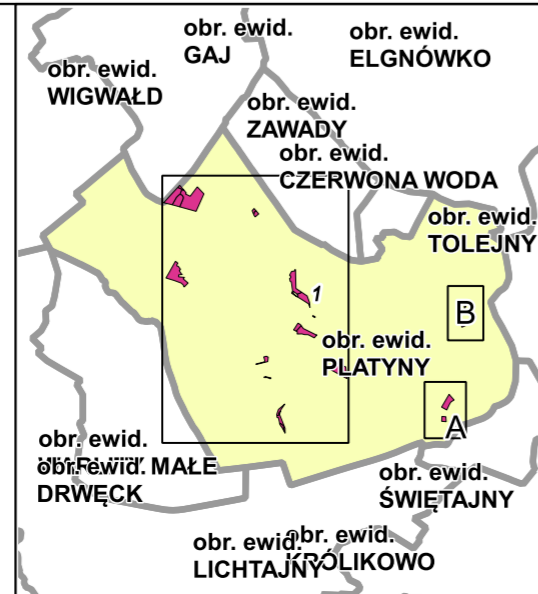 obr. ewid.
GAJ
obr. ewid.
ELGNÓWKO
obr. ewid.
WIGWAŁD
obr. ewid.
ZAWADY
obr. ewid.
CZERWONA WODA
obr. ewid.
TOLEJNY
1
B
obr. ewid.
PLATYNY
A
obr. ewid.
MAŁE
obr. ewid.
DRWĘCK
obr. ewid.
ŚWIĘTAJNY
obr. ewid.
KRÓLIKOWO
obr. ewid.
LICHTAJNY